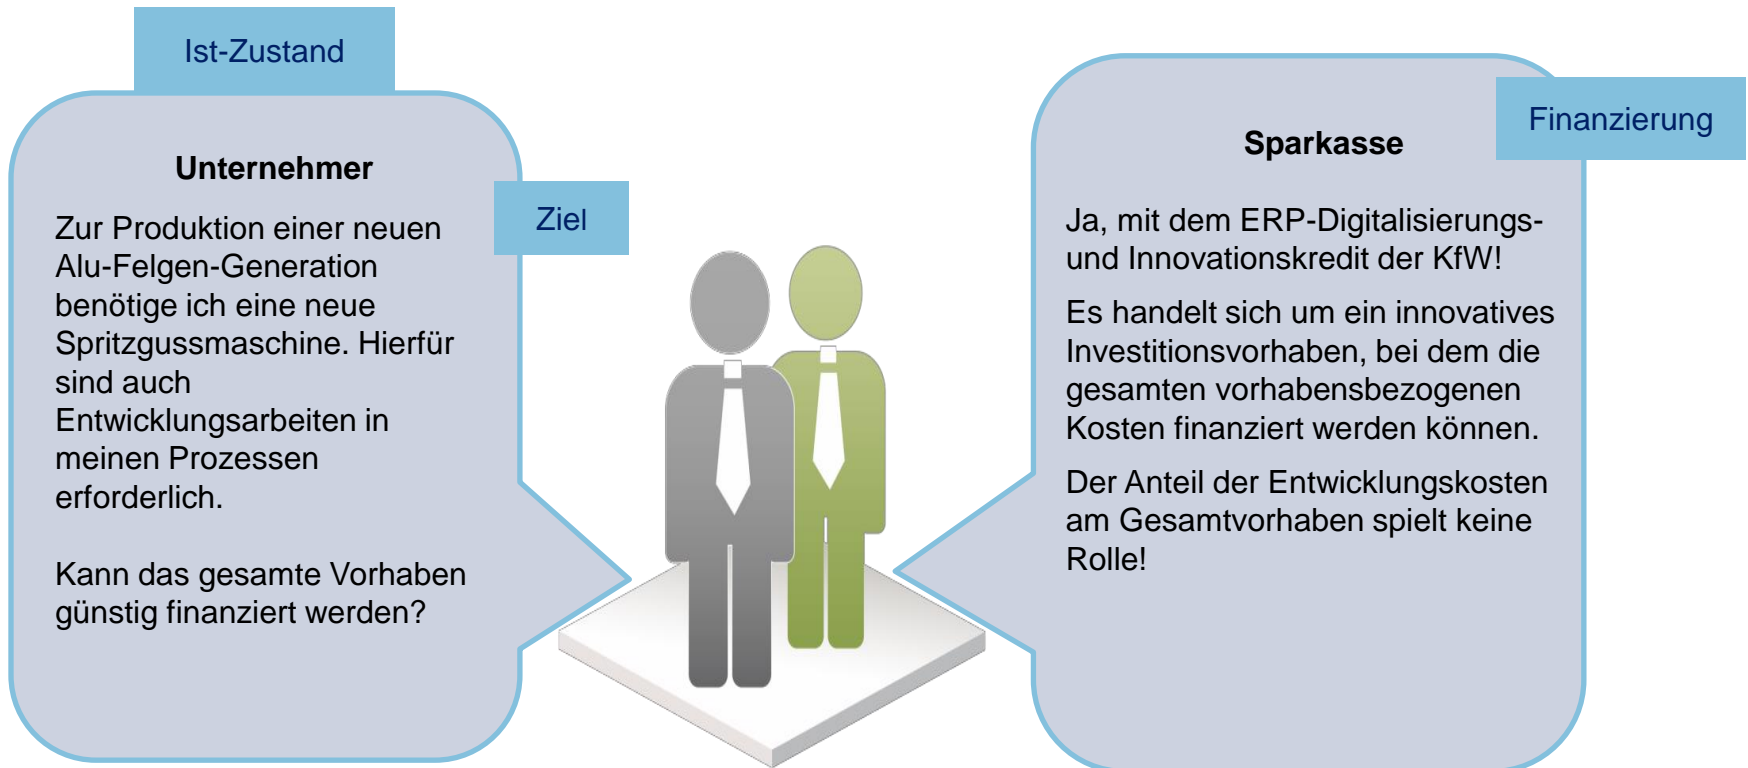 Ist-Zustand
Unternehmer
Zur Produktion einer neuen
Alu-Felgen-Generation
benötige ich eine neue
Spritzgussmaschine. Hierfür
sind auch
Entwicklungsarbeiten in
meinen Prozessen
erforderlich.
Kann das gesamte Vorhaben
günstig finanziert werden?
Ziel
Finanzierung
Sparkasse
Ja, mit dem ERP-Digitalisierungs-
und Innovationskredit der KfW!
Es handelt sich um ein innovatives
Investitionsvorhaben, bei dem die
gesamten vorhabensbezogenen
Kosten finanziert werden können.
Der Anteil der Entwicklungskosten
am Gesamtvorhaben spielt keine
Rolle!